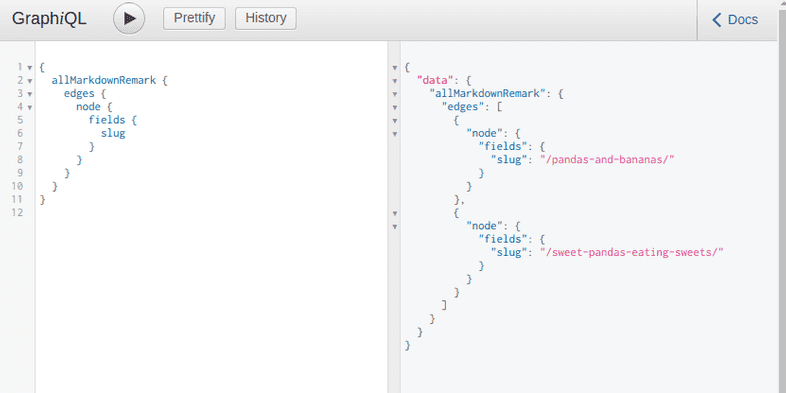 GraphiQL
Prettify
History
Docs
1 {
2   allMarkdownRemark {
3     edges {
4       node {
5         fields {
6           slug
7         }
8       }
9     }
10   }
11 }
12
{
  "data": {
    "allMarkdownRemark": {
      "edges": [
        {
          "node": {
            "fields": {
              "slug": "/pandas-and-bananas/"
            }
          }
        },
        {
          "node": {
            "fields": {
              "slug": "/sweet-pandas-eating-sweets/"
            }
          }
        }
      ]
    }
  }
}